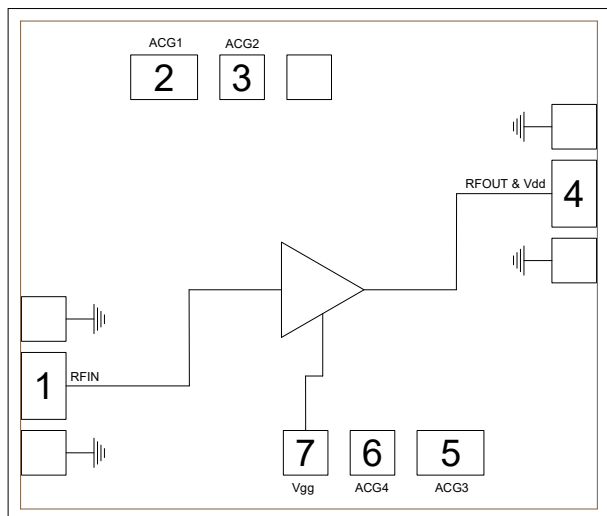 ACG1 ACG2
2 3
RFOUT & Vdd 4
1 RFIN
7 6 5
Vgg ACG4 ACG3